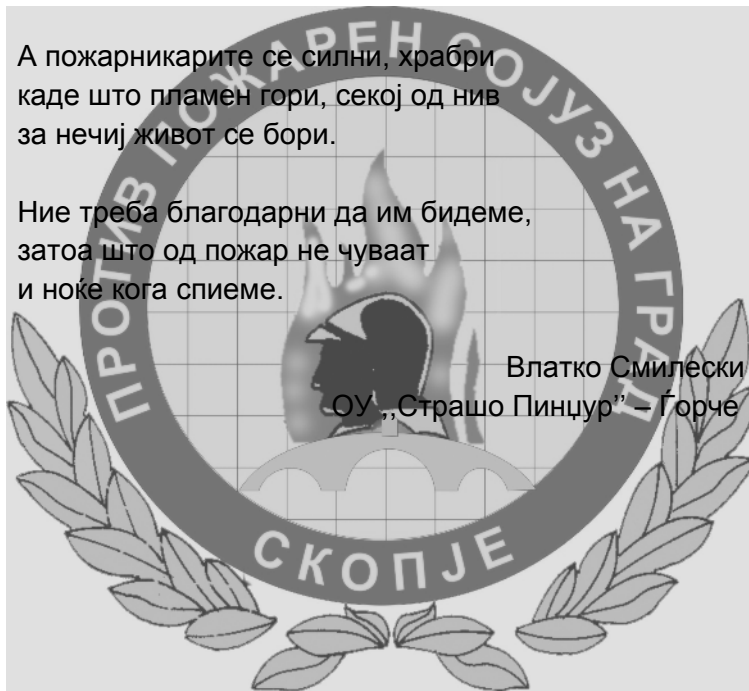 А пожарникарите се силни, храбри
каде што пламен гори, секој од нив
за нечиј живот се бори.
Ние треба благодарни да им бидеме,
затоа што од пожар не чуваат
и ноќе кога спиеме.
Влатко Смилески
ОУ ,,Страшо Пинџур’’ – Ѓорче
ПРОТИВ ПОЖАРЕН СОЈУЗ НА ГРАД
СКОПЈЕ